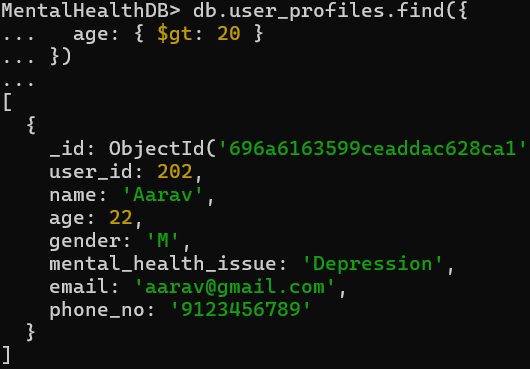 MentalHealthDB> db.user_profiles.find({
...   age: { $gt: 20 }
... })
...
[
  {
    _id: ObjectId('696a6163599ceaddac628ca1'
    user_id: 202,
    name: 'Aarav',
    age: 22,
    gender: 'M',
    mental_health_issue: 'Depression',
    email: 'aarav@gmail.com',
    phone_no: '9123456789'
  }
]